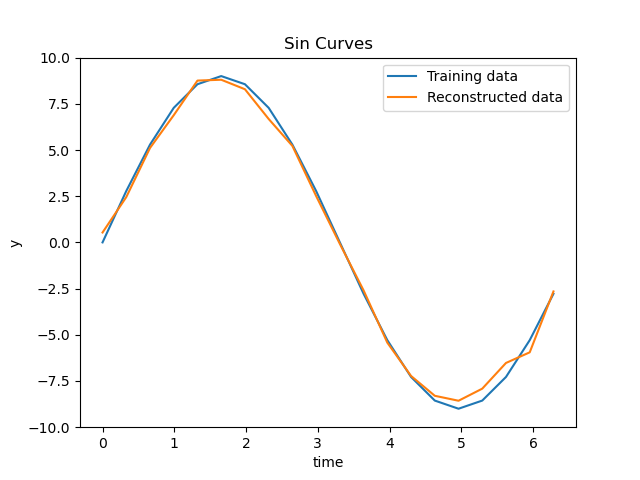 Sin Curves
Training data
Reconstructed data
10.0
7.5
5.0
2.5
0.0
−2.5
−5.0
−7.5
−10.0
y
0 1 2 3 4 5 6
time